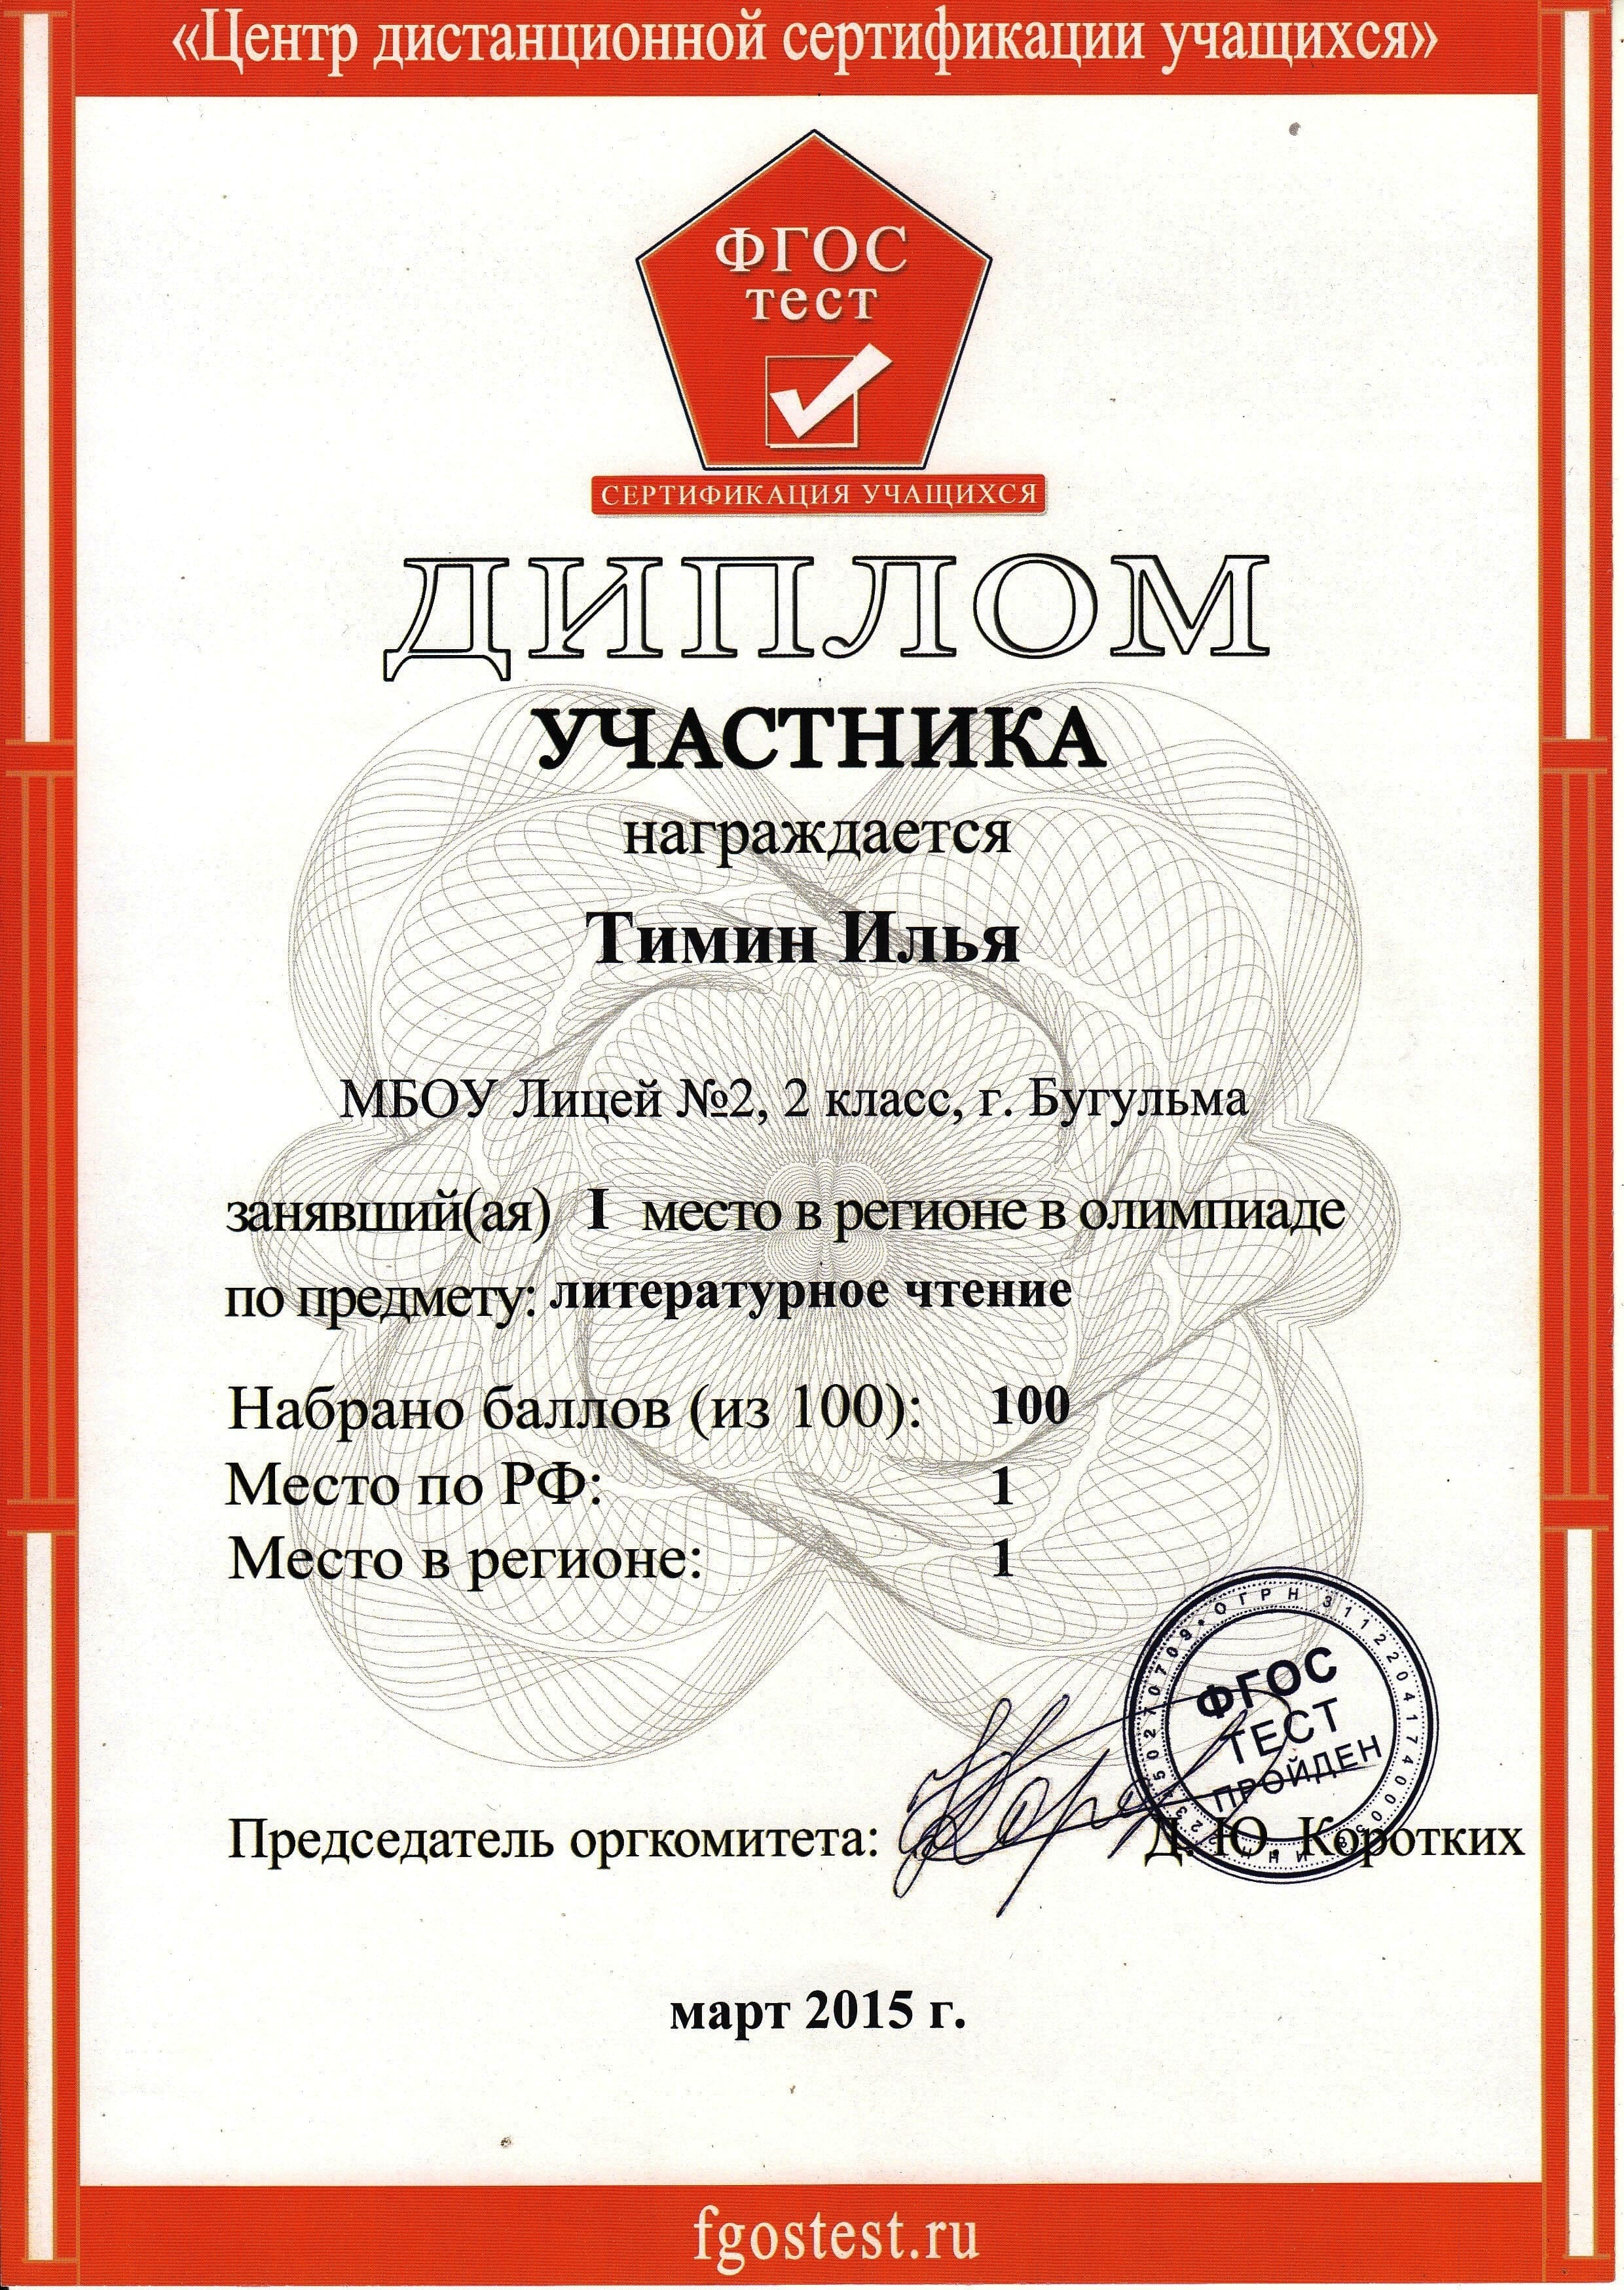 «Центр дистанционной сертификации учащихся»
ФГОС
тест
СЕРТИФИКАЦИЯ УЧАЩИХСЯ
ДИПЛОМ
УЧАСТНИКА
награждается
Тимин Илья
МБОУ Лицей №2, 2 класс, г. Бугульма
занявший(ая) I место в регионе в олимпиаде
по предмету: литературное чтение
Набрано баллов (из 100): 100
Место по РФ: 1
Место в регионе: 1
ФГОС
ТЕСТ
ПРОЙДЕН
Председатель оргкомитета: Д. Ю. Коротких
март 2015 г.
fgostest.ru